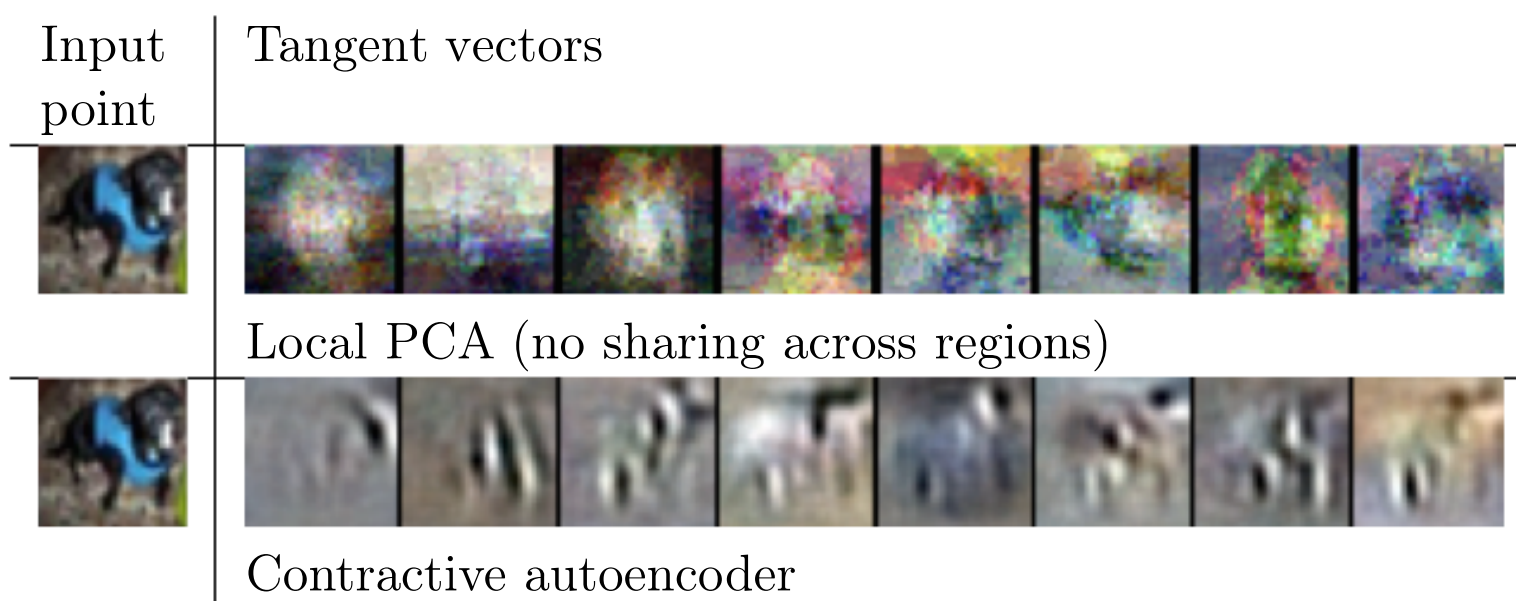 Input
point
Tangent vectors
Local PCA (no sharing across regions)
Contractive autoencoder